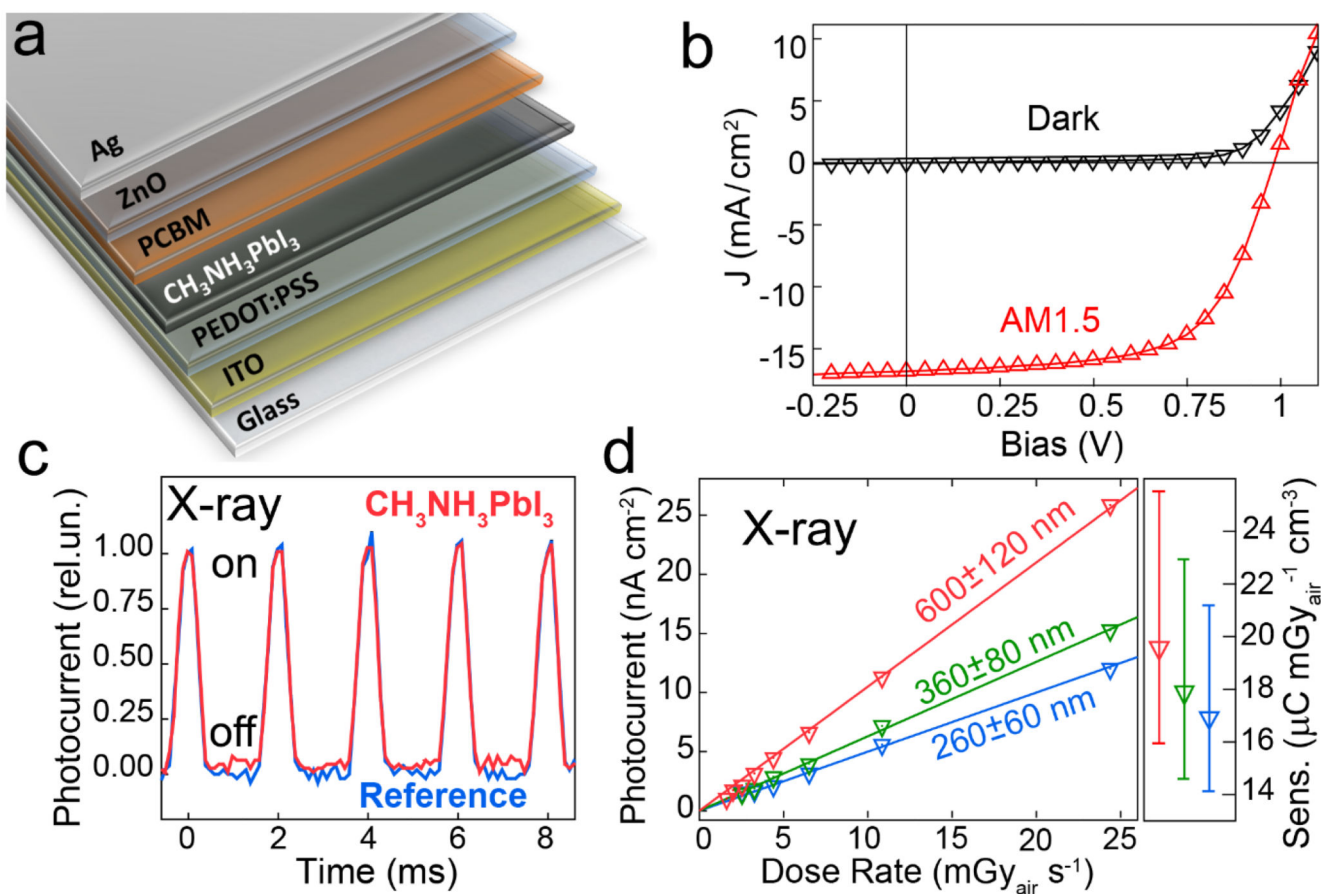 a
Ag
ZnO
PCBM
CH₃NH₃PbI₃
PEDOT:PSS
ITO
Glass
b
J (mA/cm²)
10
5
0
-5
-10
-15
Dark
AM1.5
-0.25
0
0.25
0.5
0.75
1
Bias (V)
c
Photocurrent (rel.un.)
1.00
0.75
0.50
0.25
0.00
X-ray
CH₃NH₃PbI₃
on
off
Reference
0
2
4
6
8
Time (ms)
d
Photocurrent (nA cm⁻²)
25
20
15
10
5
0
X-ray
600±120 nm
360±80 nm
260±60 nm
0
5
10
15
20
25
Dose Rate (mGy_air s⁻¹)
24
22
20
18
16
14
Sens. (μC mGy_air⁻¹ cm⁻³)